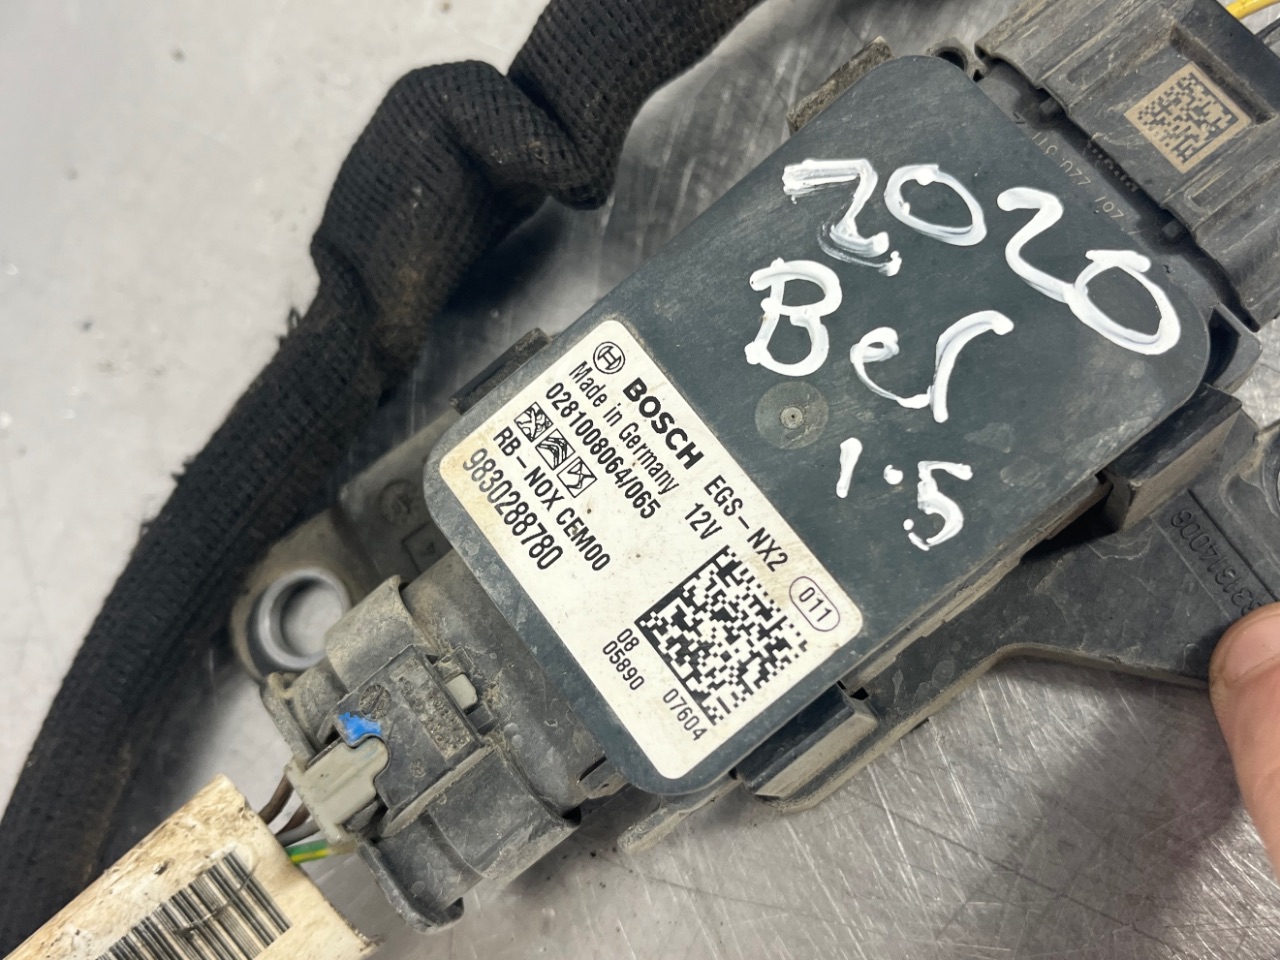 2020
Bel
1.5
BOSCH EGS-NX2
Made in Germany 12V 011
0281008064/065
RB-NOX CEM00
9830288780
08
05890 07604